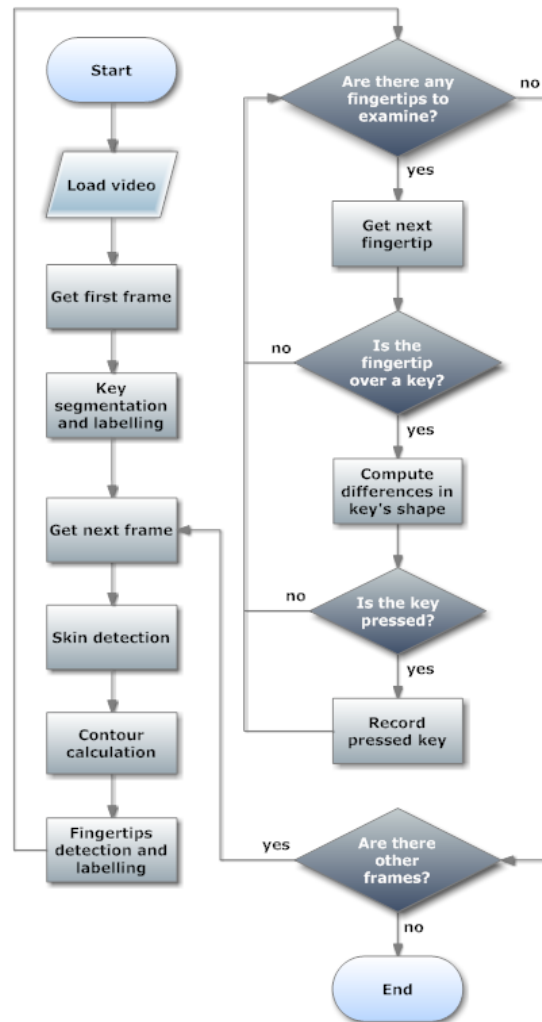 Start
Load video
Get first frame
Key
segmentation
and labelling
Get next frame
Skin detection
Contour
calculation
Fingertips
detection and
labelling
Are there any
fingertips to
examine?
no
yes
Get next
fingertip
Is the
fingertip
over a key?
no
yes
Compute
differences in
key's shape
Is the key
pressed?
no
yes
Record
pressed key
Are there
other
frames?
yes
no
End